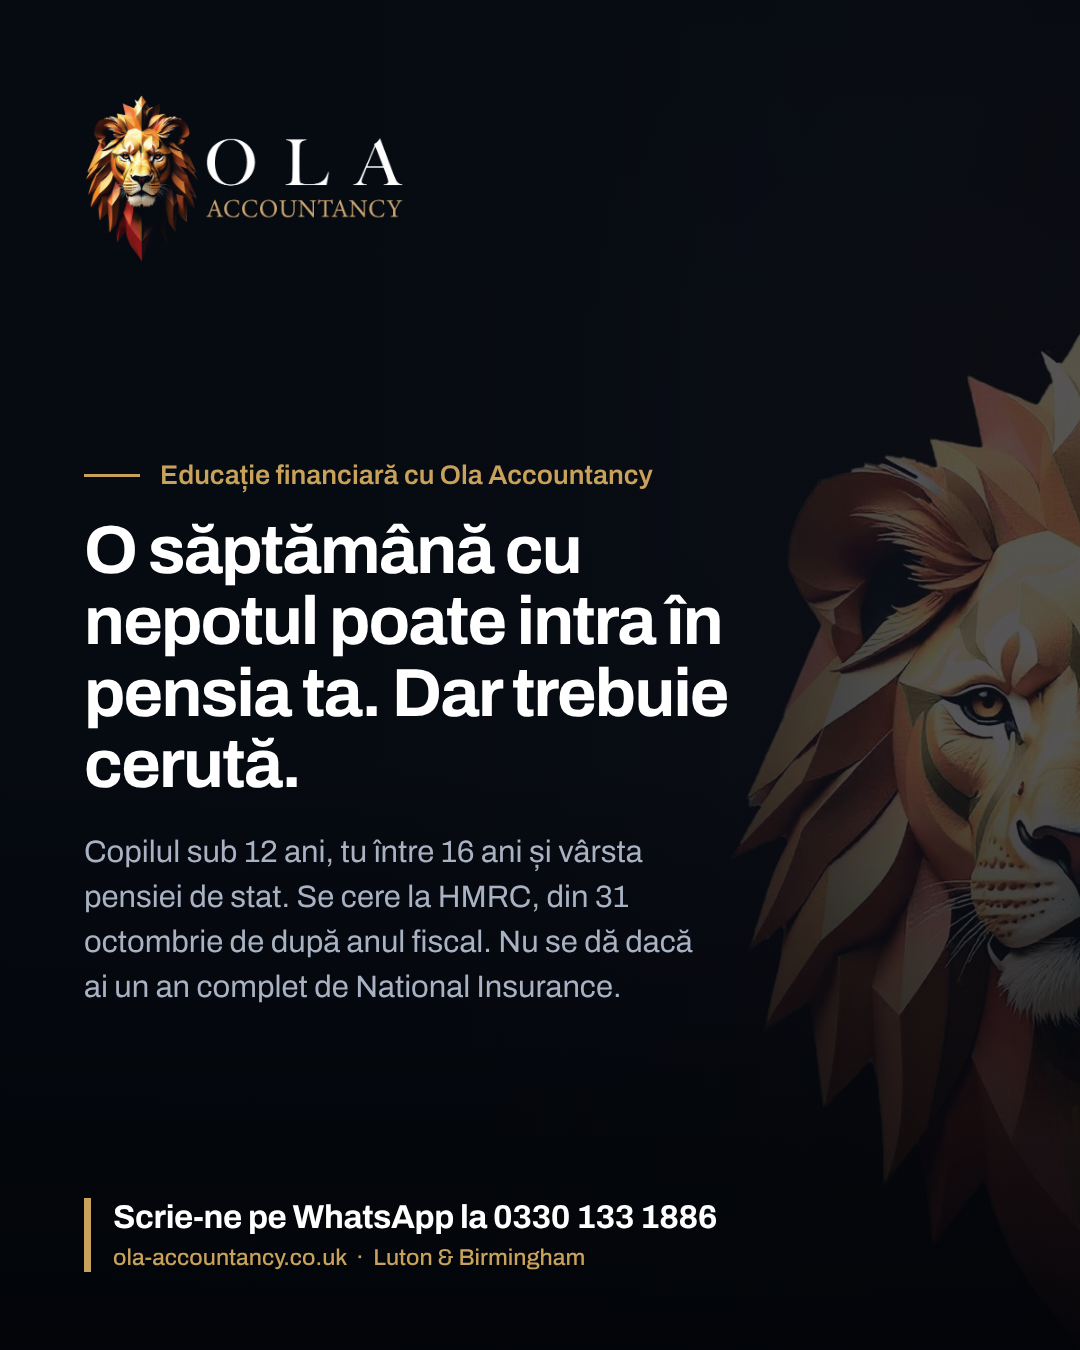 OLA
ACCOUNTANCY
Educație financiară cu Ola Accountancy
O săptămână cu
nepotul poate intra în
pensia ta. Dar trebuie
cerută.
Copilul sub 12 ani, tu între 16 ani și vârsta
pensiei de stat. Se cere la HMRC, din 31
octombrie de după anul fiscal. Nu se dă dacă
ai un an complet de National Insurance.
Scrie-ne pe WhatsApp la 0330 133 1886
ola-accountancy.co.uk · Luton & Birmingham